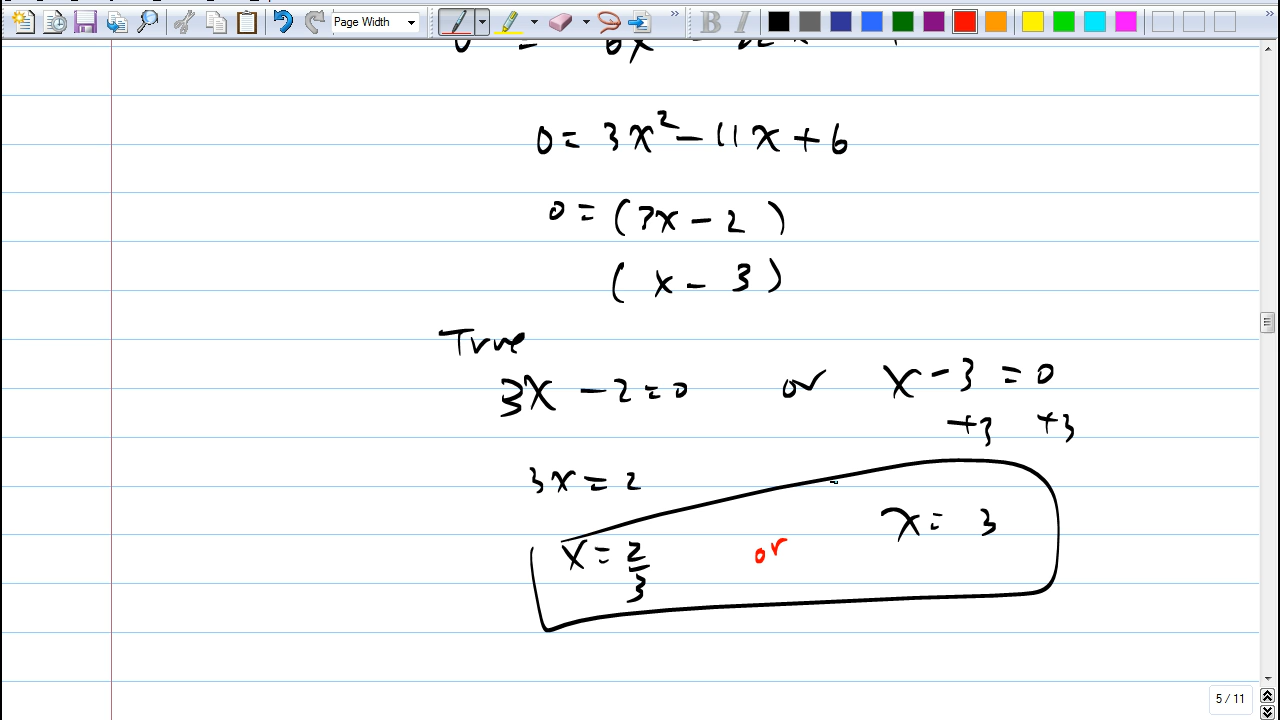 Page Width
B I
0 = 3x² - 11x + 6
0 = (3x - 2 )
( x - 3 )
True
3x - 2 = 0 or x - 3 = 0
+3 +3
3x = 2
x = 3
x = 2/3 or
5 / 11